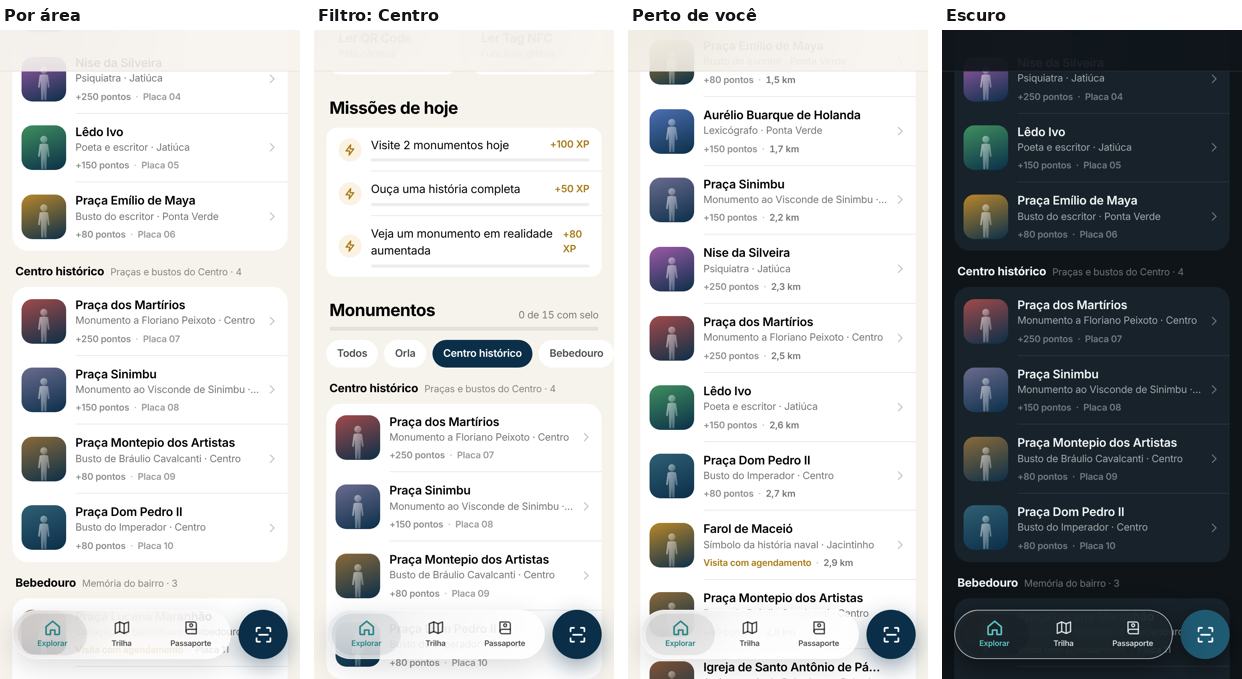 Por área
Nise da Silveira
Psiquiatra · Jatiúca
+250 pontos · Placa 04
Lêdo Ivo
Poeta e escritor · Jatiúca
+150 pontos · Placa 05
Praça Emílio de Maya
Busto do escritor · Ponta Verde
+80 pontos · Placa 06
Centro histórico Praças e bustos do Centro · 4
Praça dos Martírios
Monumento a Floriano Peixoto · Centro
+250 pontos · Placa 07
Praça Sinimbu
Monumento ao Visconde de Sinimbu ·...
+150 pontos · Placa 08
Praça Montepio dos Artistas
Busto de Bráulio Cavalcanti · Centro
+80 pontos · Placa 09
Praça Dom Pedro II
Busto do Imperador · Centro
+80 pontos · Placa 10
Bebedouro Memória do bairro · 3
Explorar
Trilha
Passaporte
Filtro: Centro
Ler QR Code
Ler Tag NFC
Missões de hoje
Visite 2 monumentos hoje +100 XP
Ouça uma história completa +50 XP
Veja um monumento em realidade +80
aumentada XP
Monumentos 0 de 15 com selo
Todos Orla Centro histórico Bebedouro
Centro histórico Praças e bustos do Centro · 4
Praça dos Martírios
Monumento a Floriano Peixoto · Centro
+250 pontos · Placa 07
Praça Sinimbu
Monumento ao Visconde de Sinimbu ·...
+150 pontos · Placa 08
Praça Montepio dos Artistas
Busto de Bráulio Cavalcanti · Centro
+80 pontos · Placa 09
Explorar
Trilha
Passaporte
+80 pontos · Placa 10
Perto de você
Praça Emílio de Maya
+80 pontos · 1,5 km
Aurélio Buarque de Holanda
Lexicógrafo · Ponta Verde
+150 pontos · 1,7 km
Praça Sinimbu
Monumento ao Visconde de Sinimbu ·...
+150 pontos · 2,2 km
Nise da Silveira
Psiquiatra · Jatiúca
+250 pontos · 2,3 km
Praça dos Martírios
Monumento a Floriano Peixoto · Centro
+250 pontos · 2,5 km
Lêdo Ivo
Poeta e escritor · Jatiúca
+150 pontos · 2,6 km
Praça Dom Pedro II
Busto do Imperador · Centro
+80 pontos · 2,7 km
Farol de Maceió
Símbolo da história naval · Jacintinho
Visita com agendamento · 2,9 km
Praça Montepio dos Artistas
Explorar
Trilha
Passaporte
Igreja de Santo Antônio de Pá...
Escuro
Nise da Silveira
Psiquiatra · Jatiúca
+250 pontos · Placa 04
Lêdo Ivo
Poeta e escritor · Jatiúca
+150 pontos · Placa 05
Praça Emílio de Maya
Busto do escritor · Ponta Verde
+80 pontos · Placa 06
Centro histórico Praças e bustos do Centro · 4
Praça dos Martírios
Monumento a Floriano Peixoto · Centro
+250 pontos · Placa 07
Praça Sinimbu
Monumento ao Visconde de Sinimbu ·...
+150 pontos · Placa 08
Praça Montepio dos Artistas
Busto de Bráulio Cavalcanti · Centro
+80 pontos · Placa 09
Praça Dom Pedro II
Busto do Imperador · Centro
+80 pontos · Placa 10
Bebedouro Memória do bairro · 3
Explorar
Trilha
Passaporte